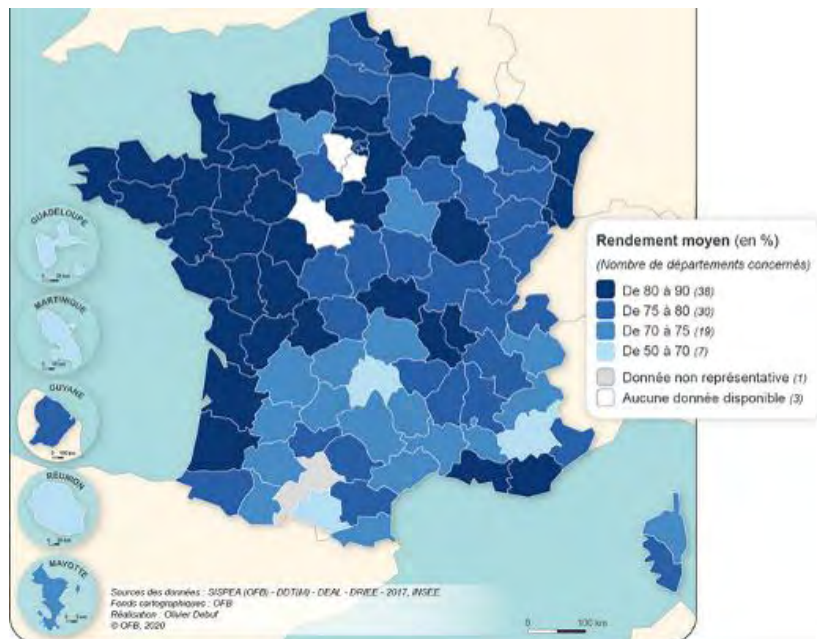 GUADELOUPE
MARTINIQUE
GUYANE
RÉUNION
MAYOTTE
Rendement moyen (en %)
(Nombre de départements concernés)
De 80 à 90 (38)
De 75 à 80 (30)
De 70 à 75 (19)
De 50 à 70 (7)
Donnée non représentative (1)
Aucune donnée disponible (3)
Sources des données : SISPEA (OFB) - DDT(M) - DEAL - DRIEE - 2017, INSEE
Fonds cartographiques : OFB
Réalisation : Olivier Debuf
© OFB, 2020
0 100 km